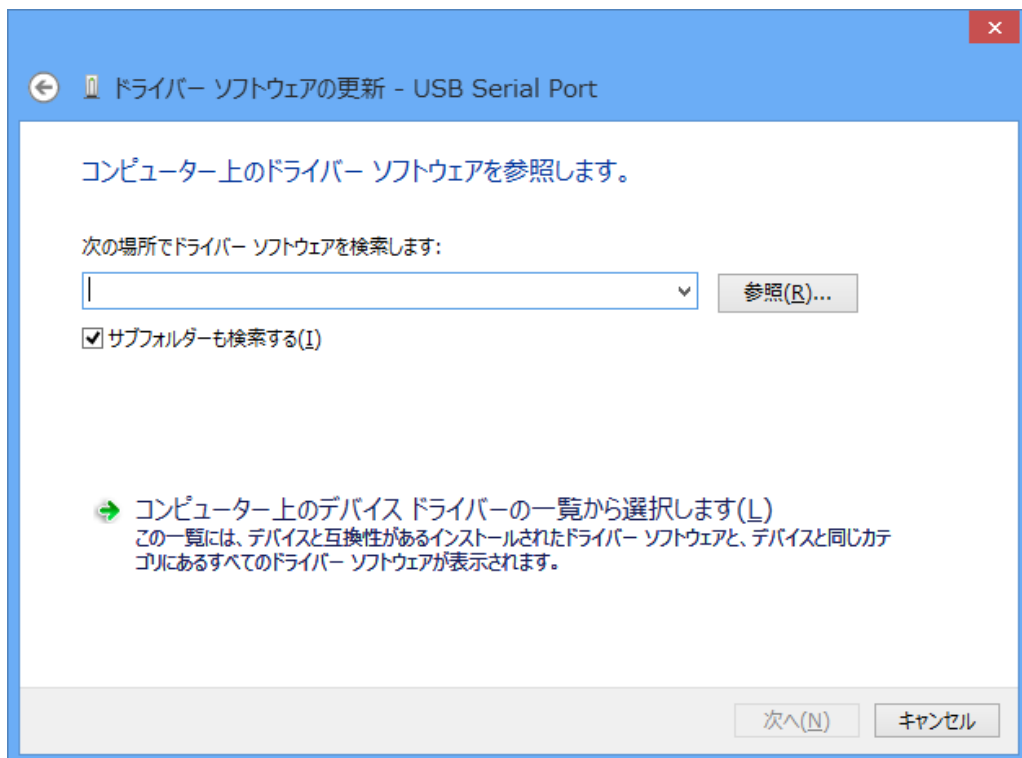 ドライバー ソフトウェアの更新 - USB Serial Port
コンピューター上のドライバー ソフトウェアを参照します。
次の場所でドライバー ソフトウェアを検索します:
参照(R)...
サブフォルダーも検索する(I)
コンピューター上のデバイス ドライバーの一覧から選択します(L)
この一覧には、デバイスと互換性があるインストールされたドライバー ソフトウェアと、デバイスと同じカテ
ゴリにあるすべてのドライバー ソフトウェアが表示されます。
次へ(N) キャンセル